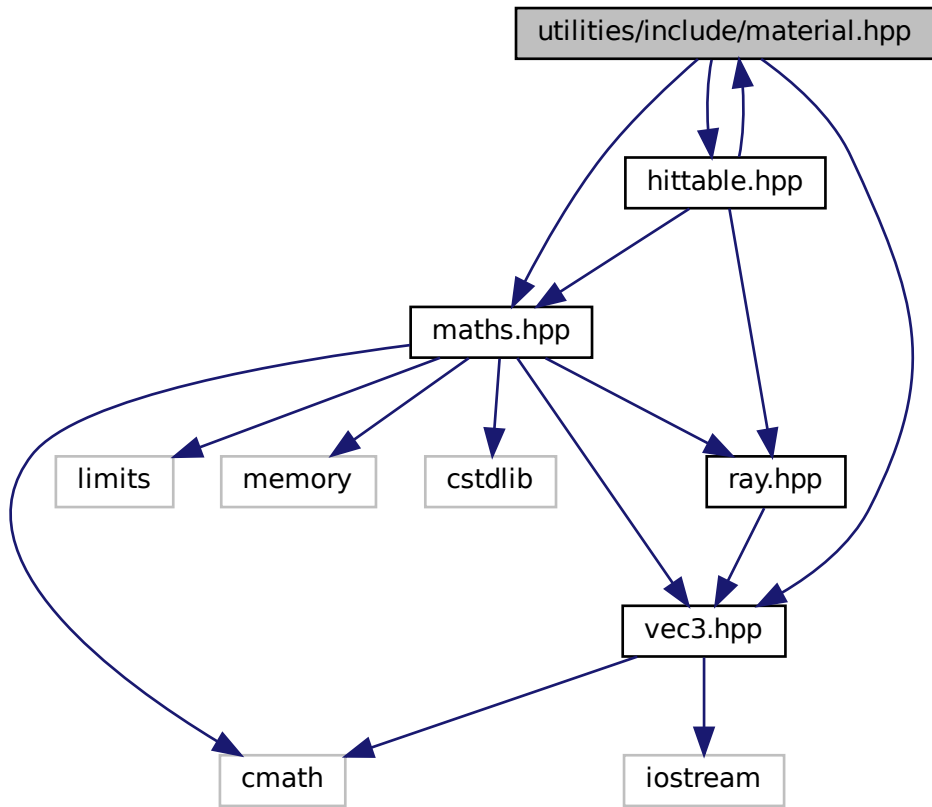 utilities/include/material.hpp
hittable.hpp
maths.hpp
limits
memory
cstdlib
ray.hpp
vec3.hpp
cmath
iostream